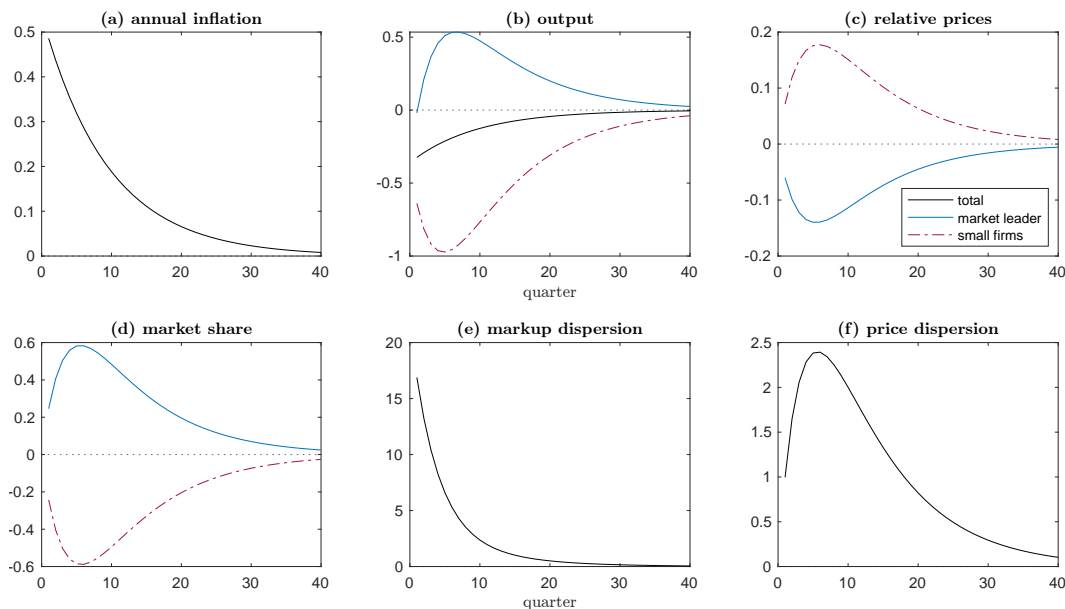 (a) annual inflation
0.5
0.4
0.3
0.2
0.1
0
0 10 20 30 40
(b) output
0.5
0
-0.5
-1
0 10 20 30 40
quarter
(c) relative prices
0.2
0.1
0
-0.1
-0.2
0 10 20 30 40
total
market leader
small firms
(d) market share
0.6
0.4
0.2
0
-0.2
-0.4
-0.6
0 10 20 30 40
(e) markup dispersion
20
15
10
5
0
0 10 20 30 40
quarter
(f) price dispersion
2.5
2
1.5
1
0.5
0
0 10 20 30 40